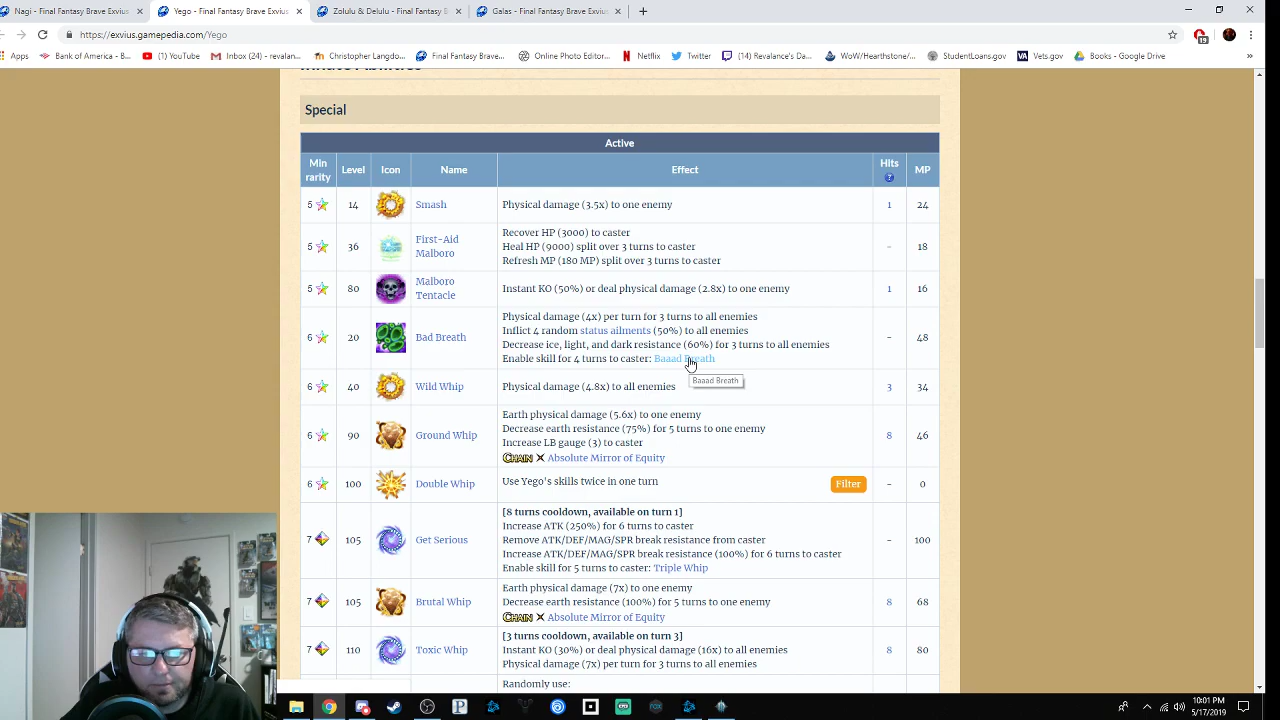 Nagi - Final Fantasy Brave Exvius
Yego - Final Fantasy Brave Exvius
Zolulu & Delulu - Final Fantasy B
Galas - Final Fantasy Brave Exvius
https://exvius.gamepedia.com/Yego
19
Apps
Bank of America - B...
(1) YouTube
Inbox (24) - revalan...
Christopher Langdo...
Final Fantasy Brave...
Online Photo Editor...
Netflix
Twitter
(3) Revalance's Da...
WoW/Hearthstone/...
StudentLoans.gov
Vets.gov
Books - Google Drive
»
Special
Active
Min rarity
Level
Icon
Name
Effect
Hits
?
MP
5
14
Smash
Physical damage (3.5x) to one enemy
1
24
5
36
First-Aid Malboro
Recover HP (3000) to caster
Heal HP (9000) split over 3 turns to caster
Refresh MP (180 MP) split over 3 turns to caster
-
18
5
80
Malboro Tentacle
Instant KO (50%) or deal physical damage (2.8x) to one enemy
1
16
6
20
Bad Breath
Physical damage (4x) per turn for 3 turns to all enemies
Inflict 4 random status ailments (50%) to all enemies
Decrease ice, light, and dark resistance (60%) for 3 turns to all enemies
Enable skill for 4 turns to caster: Baaad Breath
-
48
Baaad Breath
6
40
Wild Whip
Physical damage (4.8x) to all enemies
3
34
6
90
Ground Whip
Earth physical damage (5.6x) to one enemy
Decrease earth resistance (75%) for 5 turns to one enemy
Increase LB gauge (3) to caster
CHAIN Absolute Mirror of Equity
8
46
6
100
Double Whip
Use Yego's skills twice in one turn
Filter
-
0
7
105
Get Serious
[8 turns cooldown, available on turn 1]
Increase ATK (250%) for 6 turns to caster
Remove ATK/DEF/MAG/SPR break resistance from caster
Increase ATK/DEF/MAG/SPR break resistance (100%) for 6 turns to caster
Enable skill for 5 turns to caster: Triple Whip
-
100
7
105
Brutal Whip
Earth physical damage (7x) to one enemy
Decrease earth resistance (100%) for 5 turns to one enemy
CHAIN Absolute Mirror of Equity
8
68
7
110
Toxic Whip
[3 turns cooldown, available on turn 3]
Instant KO (30%) or deal physical damage (16x) to all enemies
Physical damage (7x) per turn for 3 turns to all enemies
8
80
Randomly use:
10:01 PM
5/17/2019